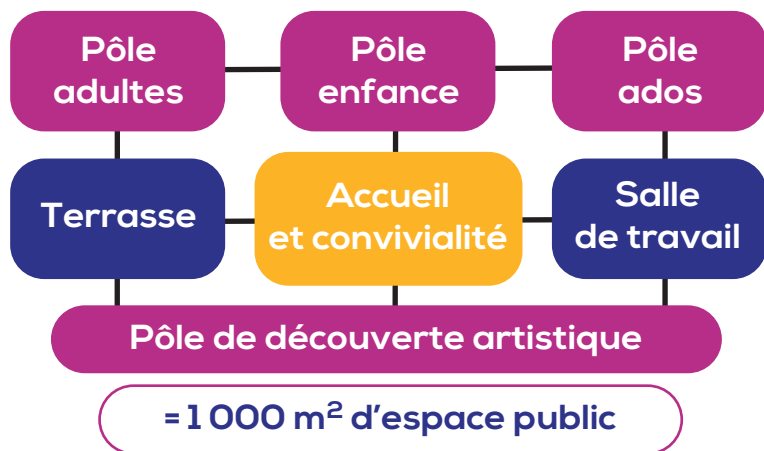 Pôle
adultes
Pôle
enfance
Pôle
ados
Terrasse
Accueil
et convivialité
Salle
de travail
Pôle de découverte artistique
= 1 000 m² d’espace public